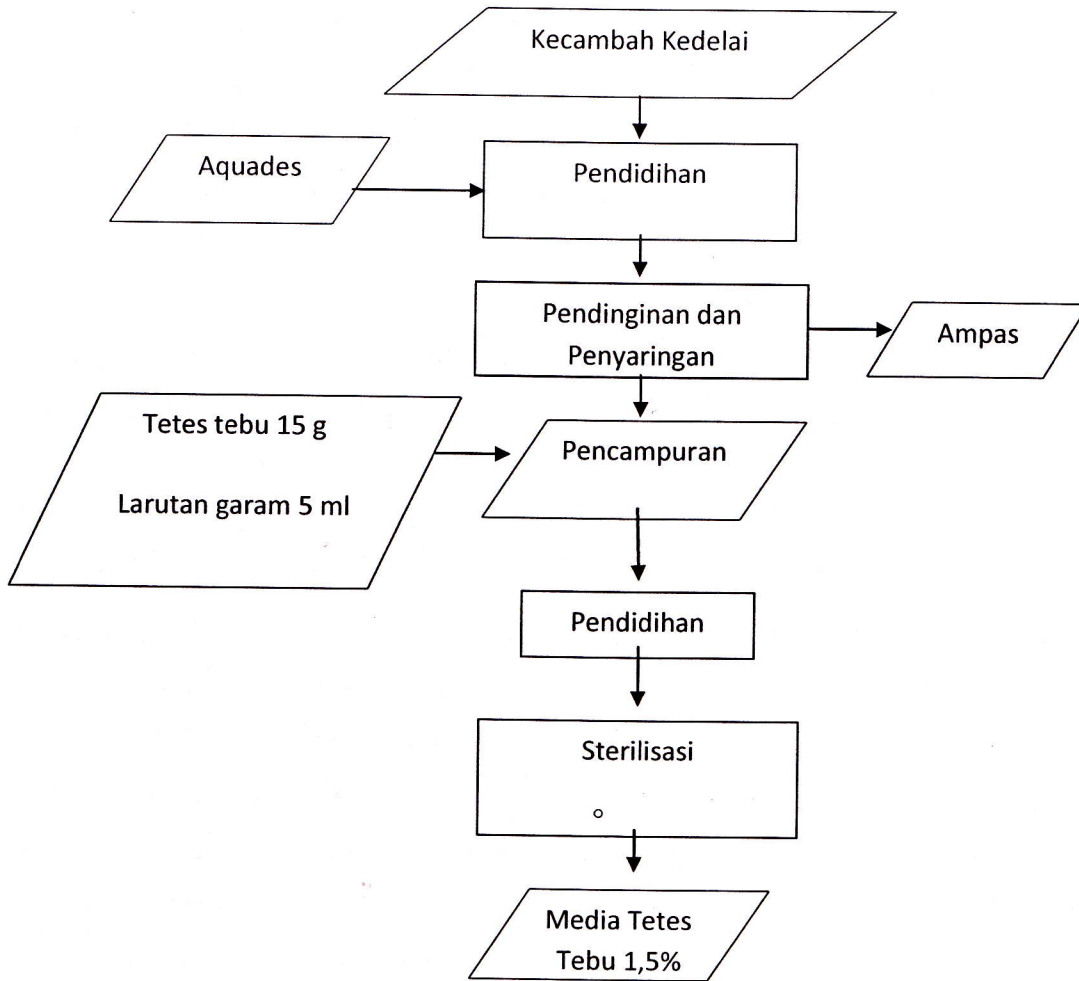 Kecambah Kedelai
Aquades
Pendidihan
Pendinginan dan
Penyaringan
Ampas
Tetes tebu 15 g
Larutan garam 5 ml
Pencampuran
Pendidihan
Sterilisasi
°
Media Tetes
Tebu 1,5%